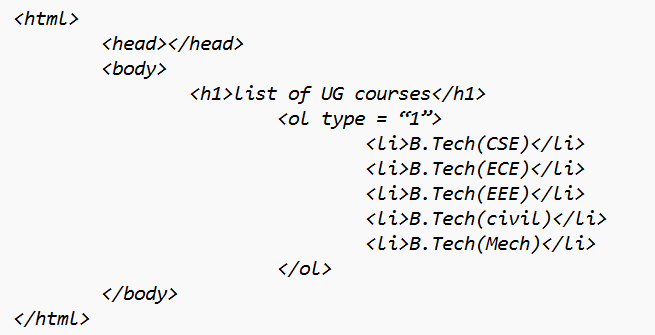 <html>
<head></head>
<body>
<h1>list of UG courses</h1>
<ol type = “1”>
<li>B.Tech(CSE)</li>
<li>B.Tech(ECE)</li>
<li>B.Tech(EEE)</li>
<li>B.Tech(civil)</li>
<li>B.Tech(Mech)</li>
</ol>
</body>
</html>